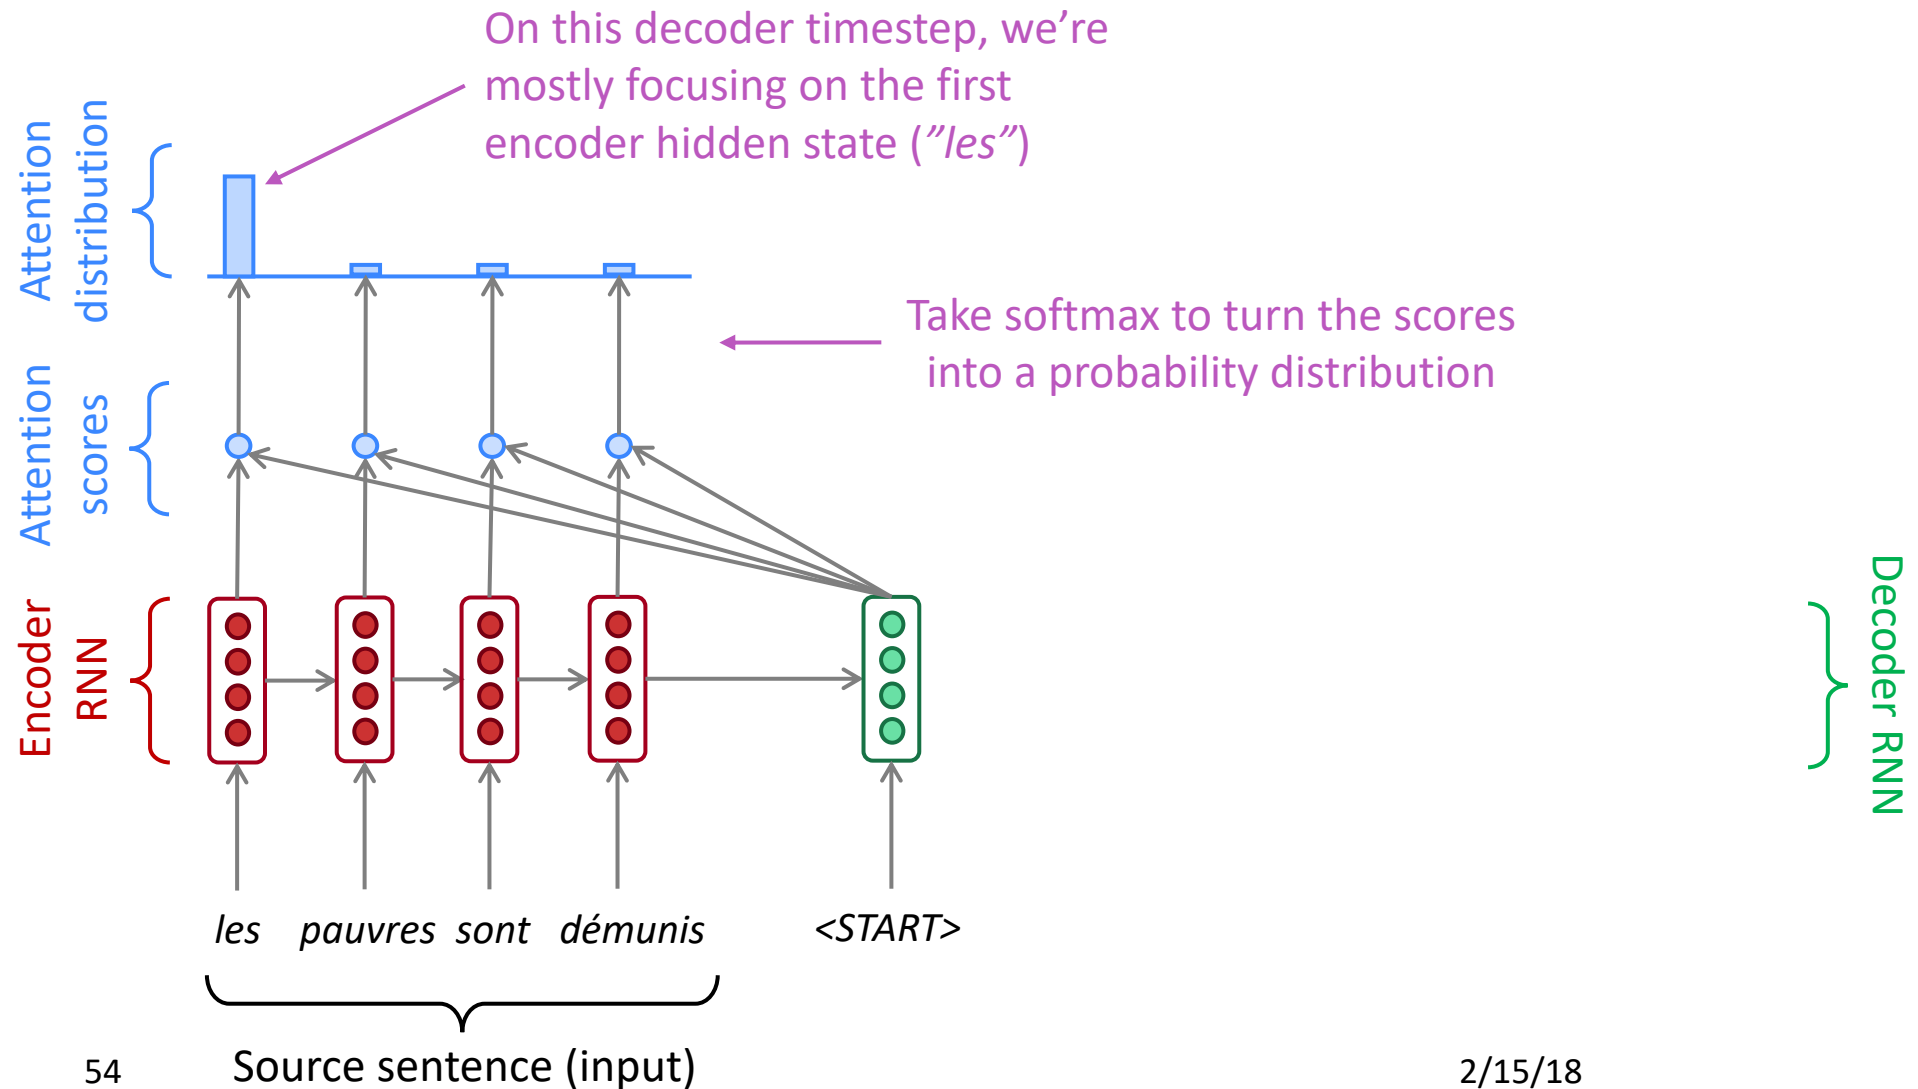 On this decoder timestep, we're
mostly focusing on the first
encoder hidden state (”les”)
Attention
distribution
Take softmax to turn the scores
into a probability distribution
Attention
scores
Encoder
RNN
Decoder RNN
les pauvres sont démunis <START>
Source sentence (input)
54
2/15/18